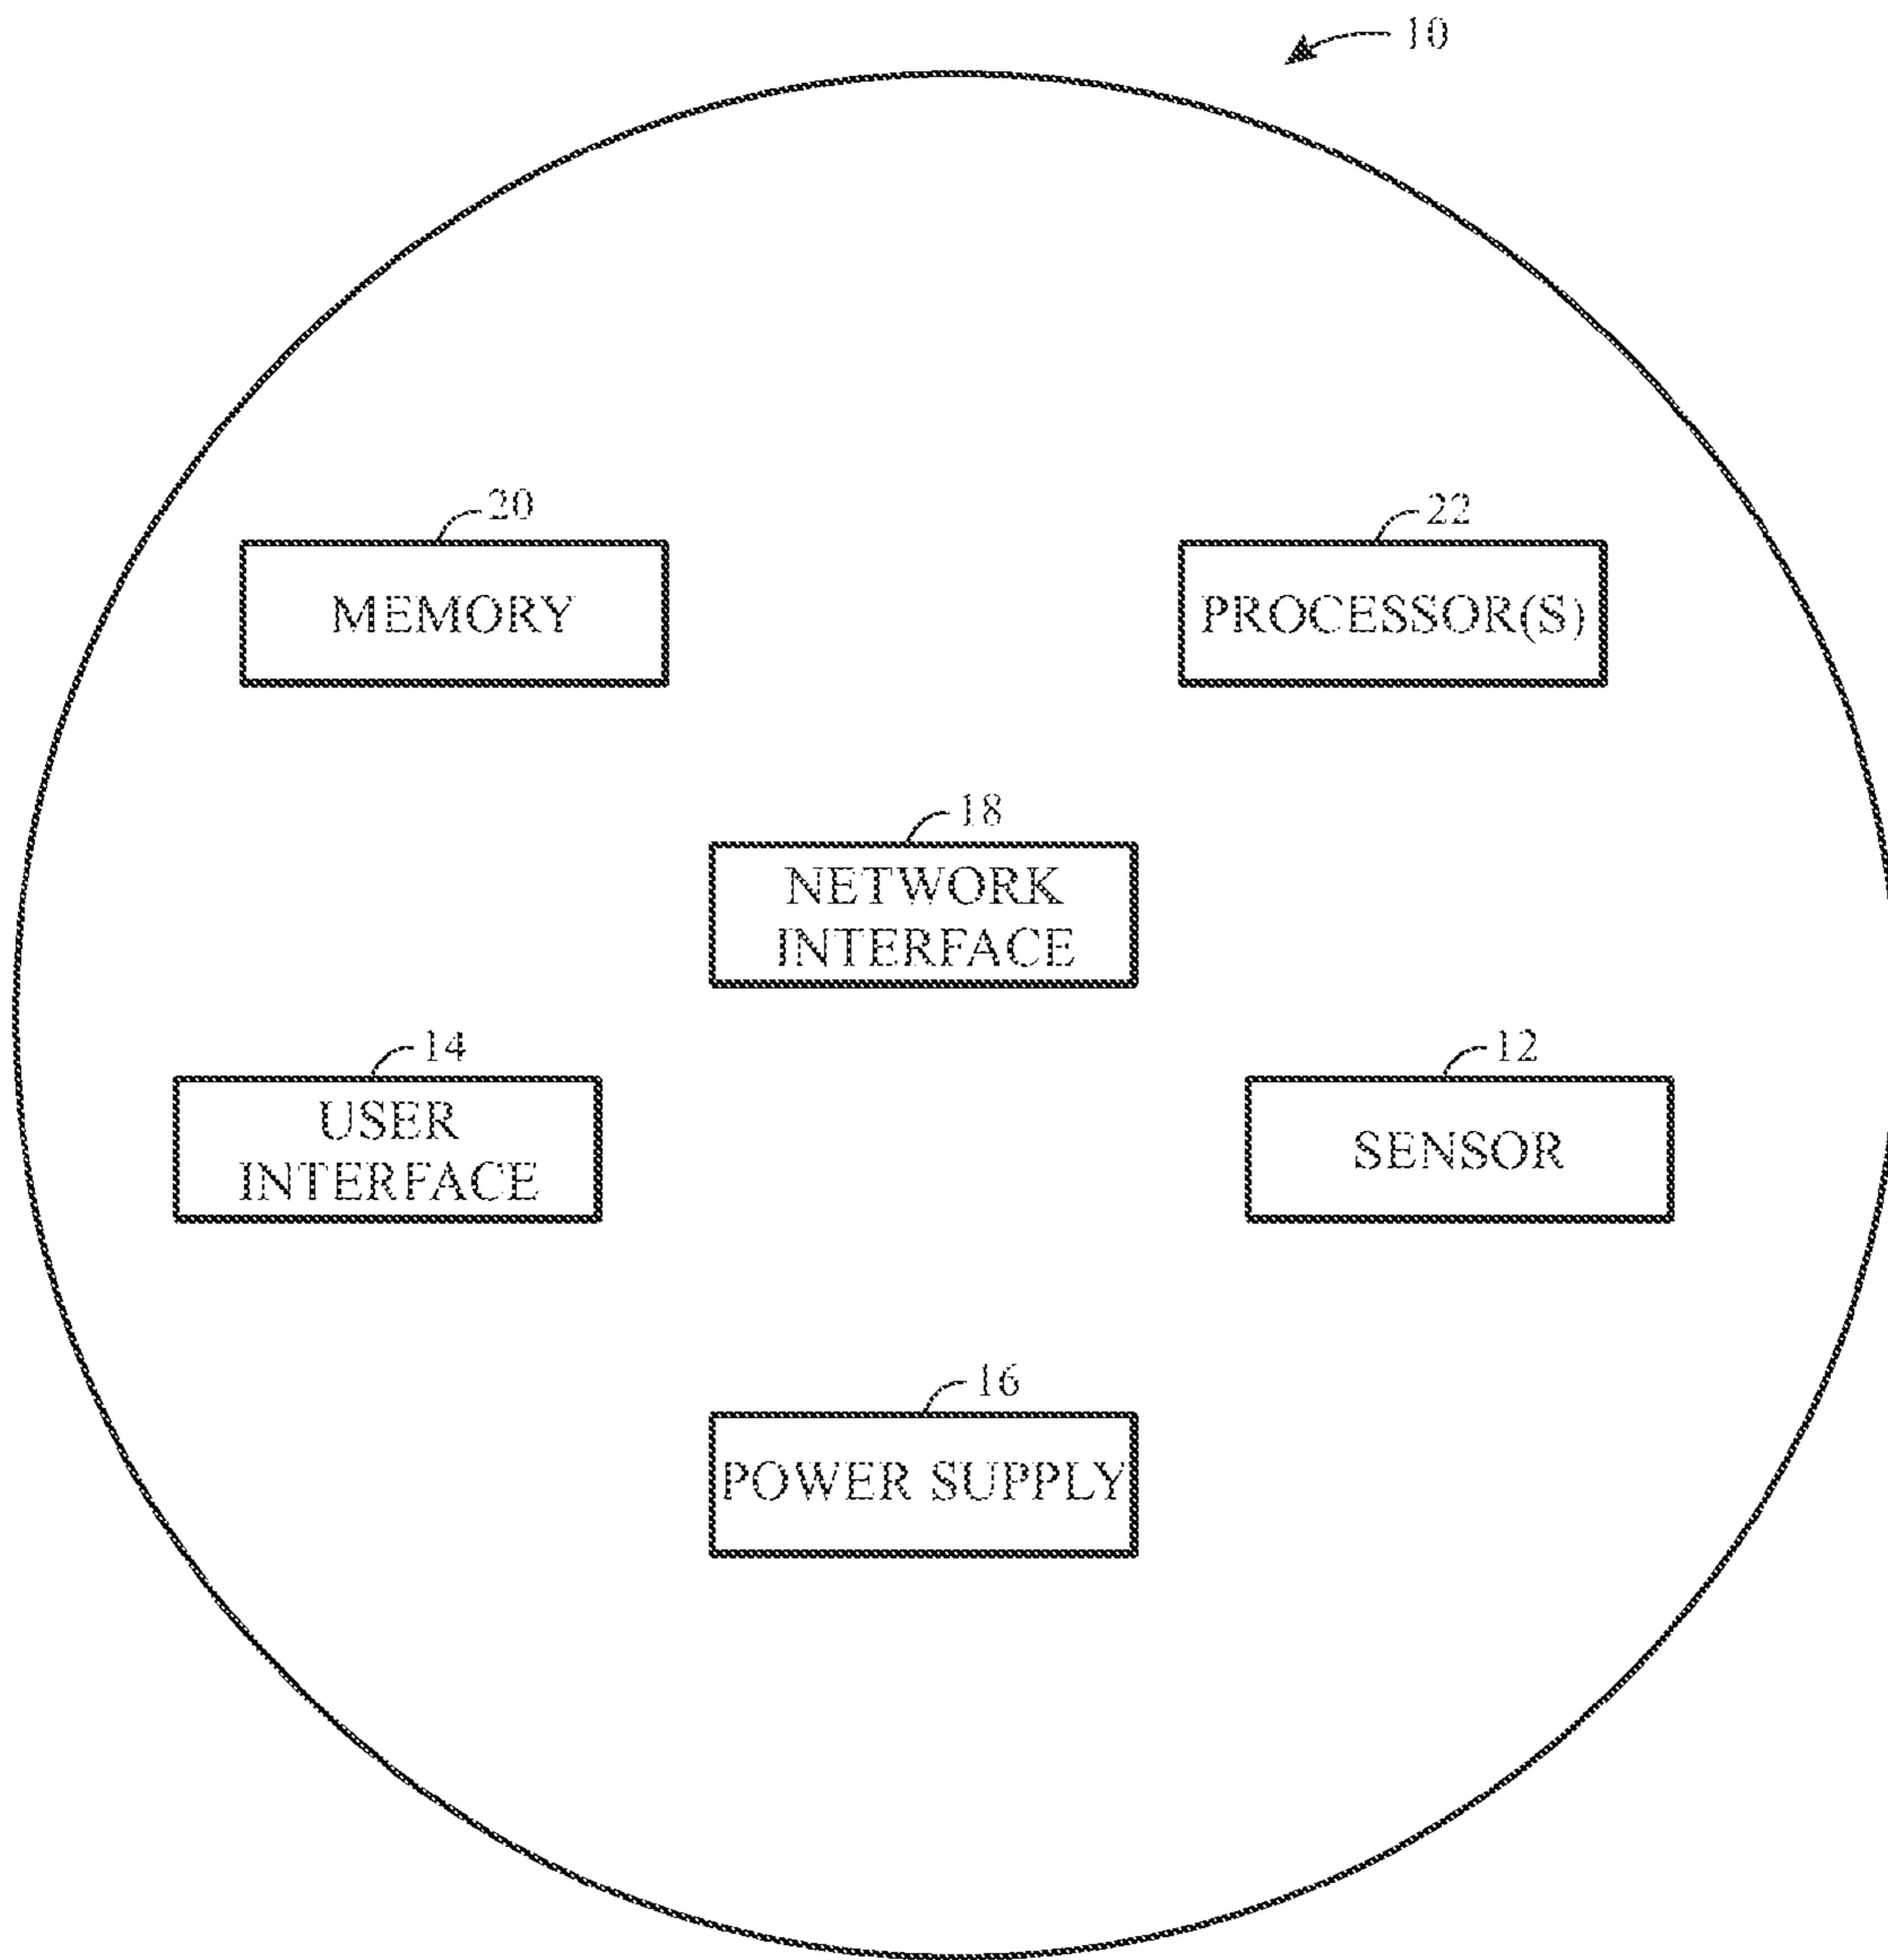 10
20
MEMORY
22
PROCESSOR(S)
18
NETWORK
INTERFACE
14
USER
INTERFACE
12
SENSOR
16
POWER SUPPLY